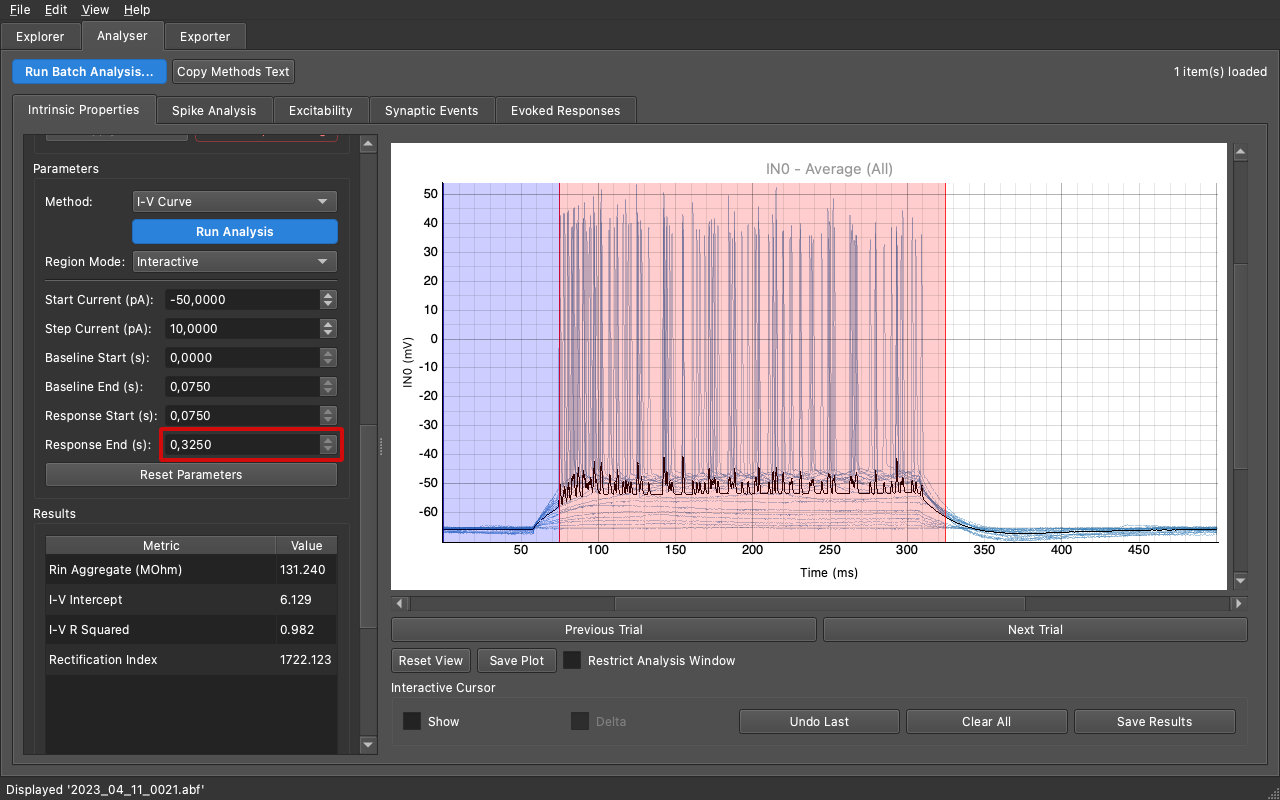 File Edit View Help
Explorer Analyser Exporter
Run Batch Analysis... Copy Methods Text 1 item(s) loaded
Intrinsic Properties Spike Analysis Excitability Synaptic Events Evoked Responses
Parameters
Method: I-V Curve
Run Analysis
Region Mode: Interactive
Start Current (pA): -50,0000
Step Current (pA): 10,0000
Baseline Start (s): 0,0000
Baseline End (s): 0,0750
Response Start (s): 0,0750
Response End (s): 0,3250
Reset Parameters
Results
Metric Value
Rin Aggregate (MOhm) 131.240
I-V Intercept 6.129
I-V R Squared 0.982
Rectification Index 1722.123
IN0 - Average (All)
IN0 (mV)
50
40
30
20
10
0
-10
-20
-30
-40
-50
-60
50 100 150 200 250 300 350 400 450
Time (ms)
Previous Trial Next Trial
Reset View Save Plot Restrict Analysis Window
Interactive Cursor
Show Delta Undo Last Clear All Save Results
Displayed '2023_04_11_0021.abf'